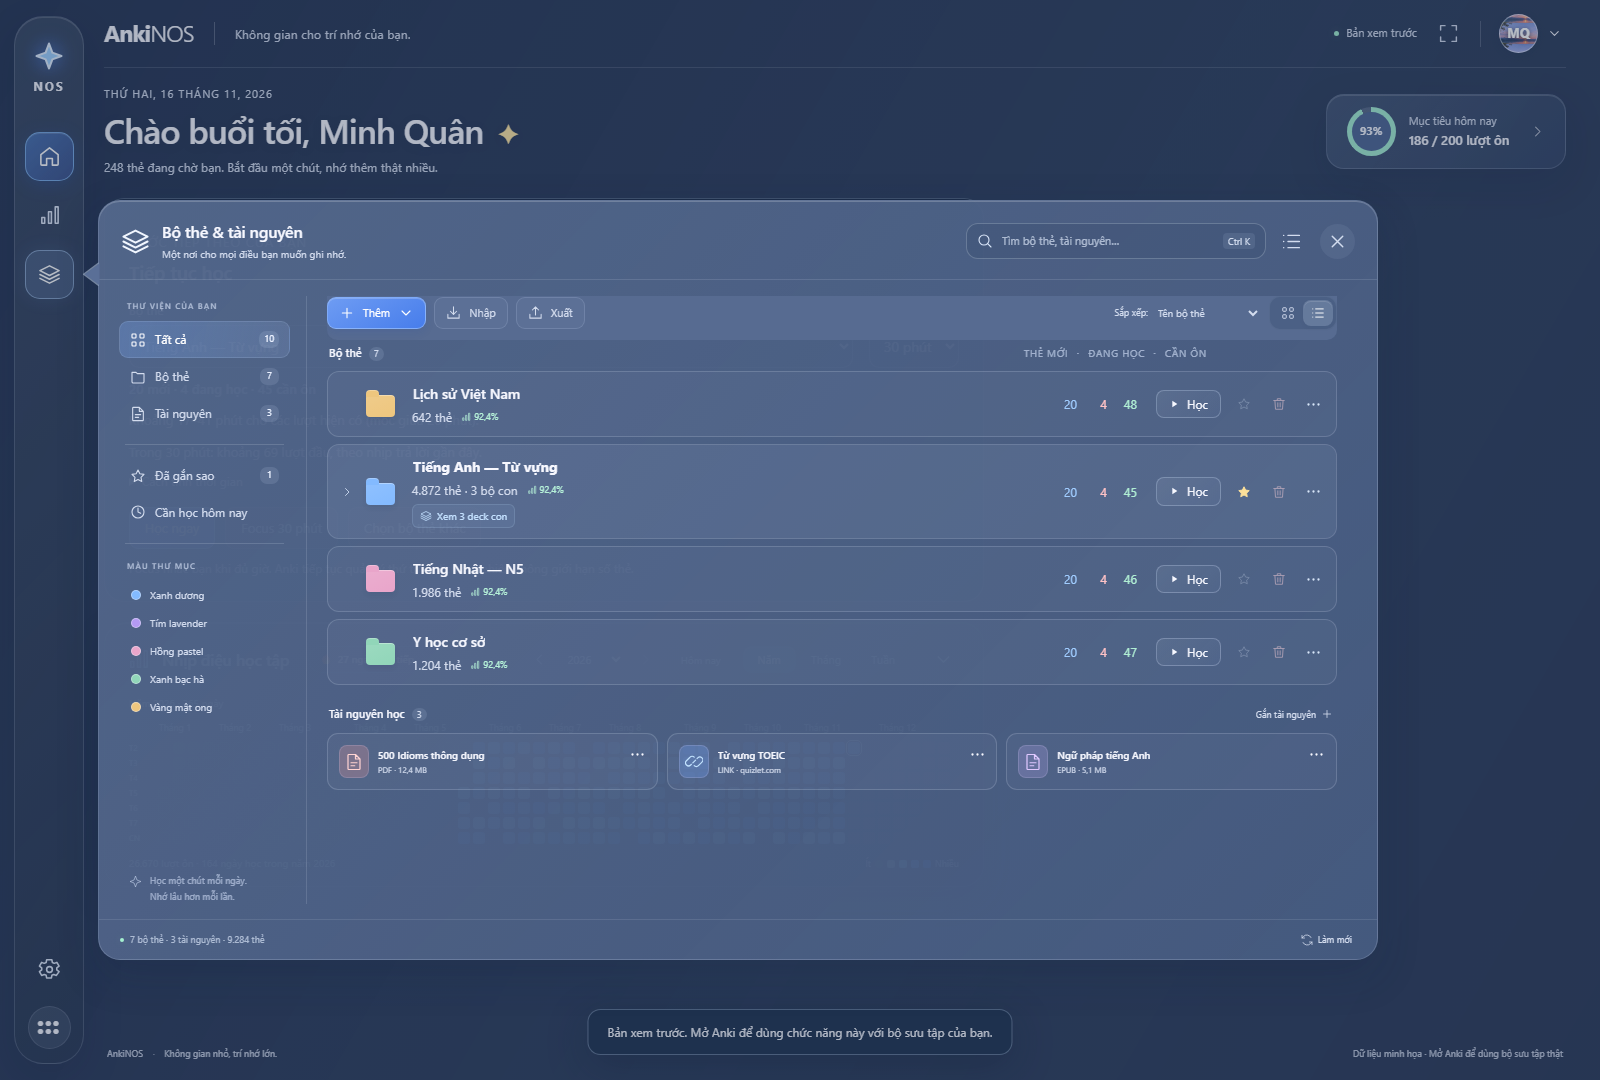 NOS
AnkiNOS
Không gian cho trí nhớ của bạn.
Bản xem trước
MQ
THỨ HAI, 16 THÁNG 11, 2026
Chào buổi tối, Minh Quân
248 thẻ đang chờ bạn. Bắt đầu một chút, nhớ thêm thật nhiều.
93%
Mục tiêu hôm nay
186 / 200 lượt ôn
Bộ thẻ & tài nguyên
Một nơi cho mọi điều bạn muốn ghi nhớ.
Tìm bộ thẻ, tài nguyên...
Ctrl K
Tiếp tục học
THƯ VIỆN CỦA BẠN
Tất cả 10
Bộ thẻ 7
Tài nguyên 3
Đã gắn sao 1
Cần học hôm nay
MÀU THƯ MỤC
Xanh dương
Tím lavender
Hồng pastel
Xanh bạc hà
Vàng mật ong
Nhịp điệu học tập
Học một chút mỗi ngày.
Nhớ lâu hơn mỗi lần.
Thêm
Nhập
Xuất
Sắp xếp: Tên bộ thẻ
Bộ thẻ 7
THẺ MỚI · ĐANG HỌC · CẦN ÔN
Lịch sử Việt Nam
642 thẻ 92,4%
20 4 48 Học
Tiếng Anh — Từ vựng
4.872 thẻ · 3 bộ con 92,4%
Xem 3 deck con
20 4 45 Học
Tiếng Nhật — N5
1.986 thẻ 92,4%
20 4 46 Học
Y học cơ sở
1.204 thẻ 92,4%
20 4 47 Học
Tài nguyên học 3
Gắn tài nguyên
500 Idioms thông dụng
PDF · 12,4 MB
Từ vựng TOEIC
LINK · quizlet.com
Ngữ pháp tiếng Anh
EPUB · 5,1 MB
7 bộ thẻ · 3 tài nguyên · 9.284 thẻ
Làm mới
Bản xem trước. Mở Anki để dùng chức năng này với bộ sưu tập của bạn.
AnkiNOS · Không gian nhỏ, trí nhớ lớn.
Dữ liệu minh họa · Mở Anki để dùng bộ sưu tập thật